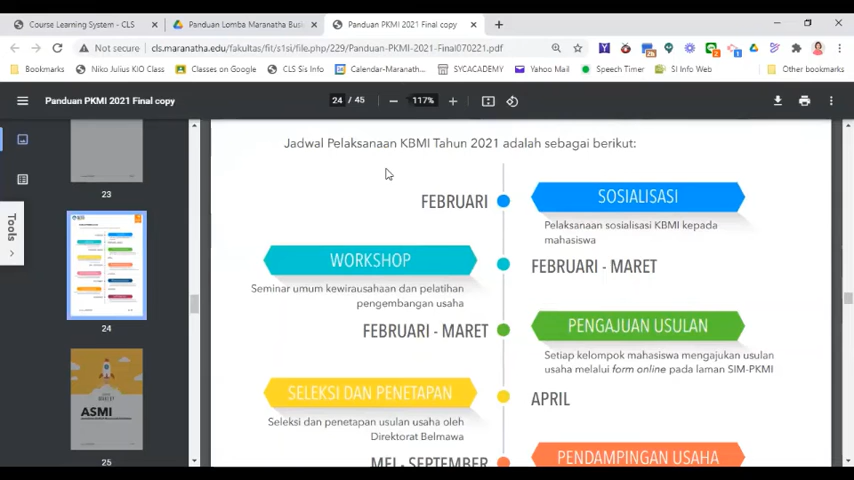 Course Learning System - CLS
Panduan Lomba Maranatha Busi
Panduan PKMI 2021 Final copy
Not secure
cls.maranatha.edu/fakultas/fit/s1si/file.php/229/Panduan-PKMI-2021-Final070221.pdf
Bookmarks
Niko Julius KIO Class
Classes on Google
CLS Sis Info
Calendar-Maranath...
SYCACADEMY
Yahoo Mail
Speech Timer
SI Info Web
Other bookmarks
Panduan PKMI 2021 Final copy
24 / 45
117%
Tools
23
24
ASMI
25
Jadwal Pelaksanaan KBMI Tahun 2021 adalah sebagai berikut:
FEBRUARI
SOSIALISASI
Pelaksanaan sosialisasi KBMI kepada
mahasiswa
WORKSHOP
FEBRUARI - MARET
Seminar umum kewirausahaan dan pelatihan
pengembangan usaha
FEBRUARI - MARET
PENGAJUAN USULAN
Setiap kelompok mahasiswa mengajukan usulan
usaha melalui form online pada laman SIM-PKMI
SELEKSI DAN PENETAPAN
APRIL
Seleksi dan penetapan usulan usaha oleh
Direktorat Belmawa
MEI - SEPTEMBER
PENDAMPINGAN USAHA